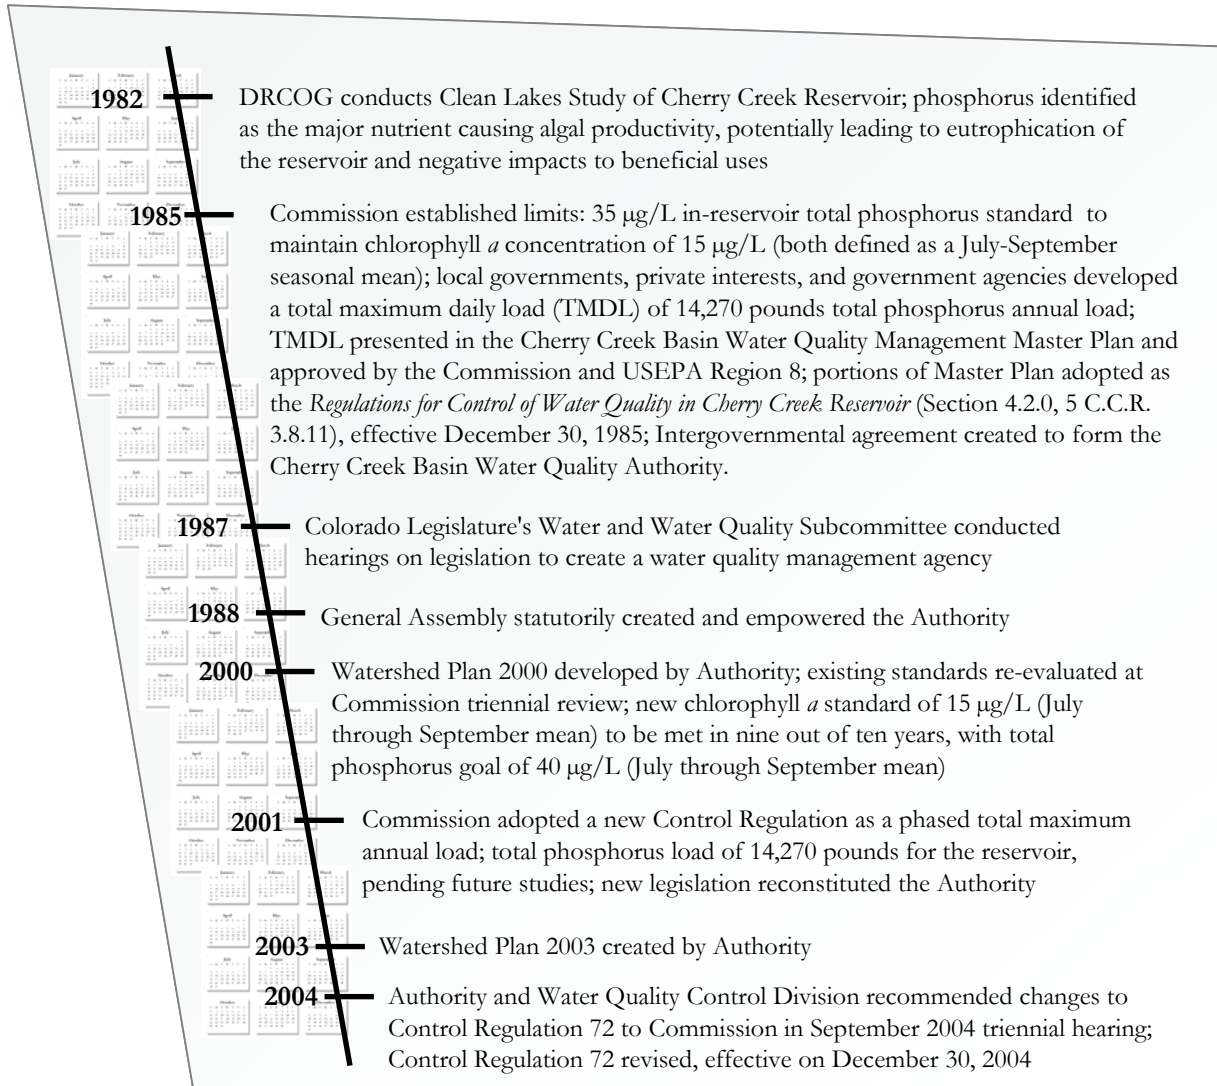 1982
DRCOG conducts Clean Lakes Study of Cherry Creek Reservoir; phosphorus identified
as the major nutrient causing algal productivity, potentially leading to eutrophication of
the reservoir and negative impacts to beneficial uses
1985
Commission established limits: 35 µg/L in-reservoir total phosphorus standard to
maintain chlorophyll a concentration of 15 µg/L (both defined as a July-September
seasonal mean); local governments, private interests, and government agencies developed
a total maximum daily load (TMDL) of 14,270 pounds total phosphorus annual load;
TMDL presented in the Cherry Creek Basin Water Quality Management Master Plan and
approved by the Commission and USEPA Region 8; portions of Master Plan adopted as
the Regulations for Control of Water Quality in Cherry Creek Reservoir (Section 4.2.0, 5 C.C.R.
3.8.11), effective December 30, 1985; Intergovernmental agreement created to form the
Cherry Creek Basin Water Quality Authority.
1987
Colorado Legislature's Water and Water Quality Subcommittee conducted
hearings on legislation to create a water quality management agency
1988
General Assembly statutorily created and empowered the Authority
2000
Watershed Plan 2000 developed by Authority; existing standards re-evaluated at
Commission triennial review; new chlorophyll a standard of 15 µg/L (July
through September mean) to be met in nine out of ten years, with total
phosphorus goal of 40 µg/L (July through September mean)
2001
Commission adopted a new Control Regulation as a phased total maximum
annual load; total phosphorus load of 14,270 pounds for the reservoir,
pending future studies; new legislation reconstituted the Authority
2003
Watershed Plan 2003 created by Authority
2004
Authority and Water Quality Control Division recommended changes to
Control Regulation 72 to Commission in September 2004 triennial hearing;
Control Regulation 72 revised, effective on December 30, 2004